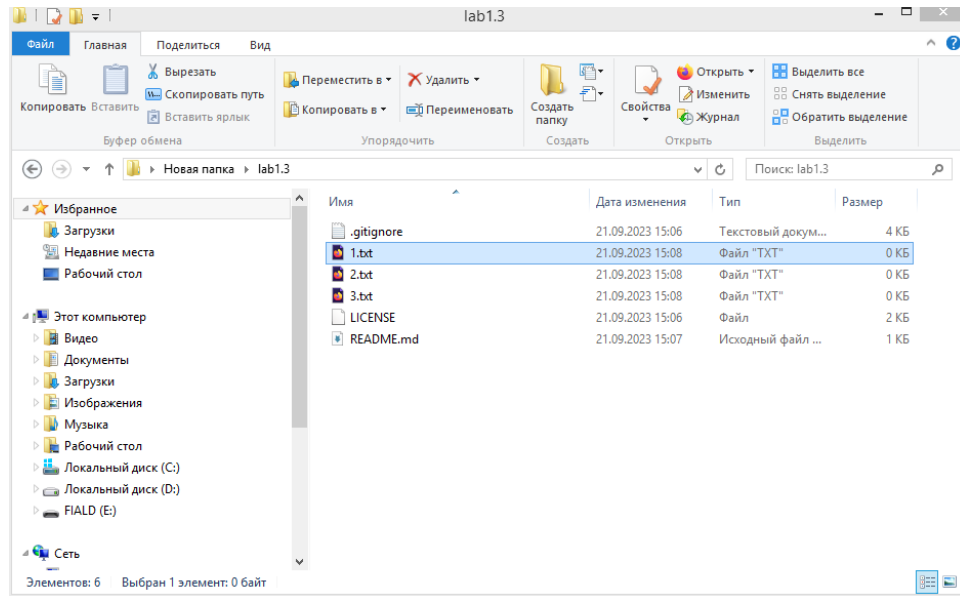 lab1.3
Файл Главная Поделиться Вид
Копировать
Вставить
Вырезать
Скопировать путь
Вставить ярлык
Буфер обмена
Переместить в
Копировать в
Удалить
Переименовать
Упорядочить
Создать
папку
Создать
Свойства
Открыть
Изменить
Журнал
Открыть
Выделить все
Снять выделение
Обратить выделение
Выделить
Новая папка lab1.3
Поиск: lab1.3
Избранное
Загрузки
Недавние места
Рабочий стол
Этот компьютер
Видео
Документы
Загрузки
Изображения
Музыка
Рабочий стол
Локальный диск (C:)
Локальный диск (D:)
FIALD (E:)
Сеть
Имя Дата изменения Тип Размер
.gitignore 21.09.2023 15:06 Текстовый докум... 4 КБ
1.txt 21.09.2023 15:08 Файл "TXT" 0 КБ
2.txt 21.09.2023 15:08 Файл "TXT" 0 КБ
3.txt 21.09.2023 15:08 Файл "TXT" 0 КБ
LICENSE 21.09.2023 15:06 Файл 2 КБ
README.md 21.09.2023 15:07 Исходный файл ... 1 КБ
Элементов: 6 Выбран 1 элемент: 0 байт